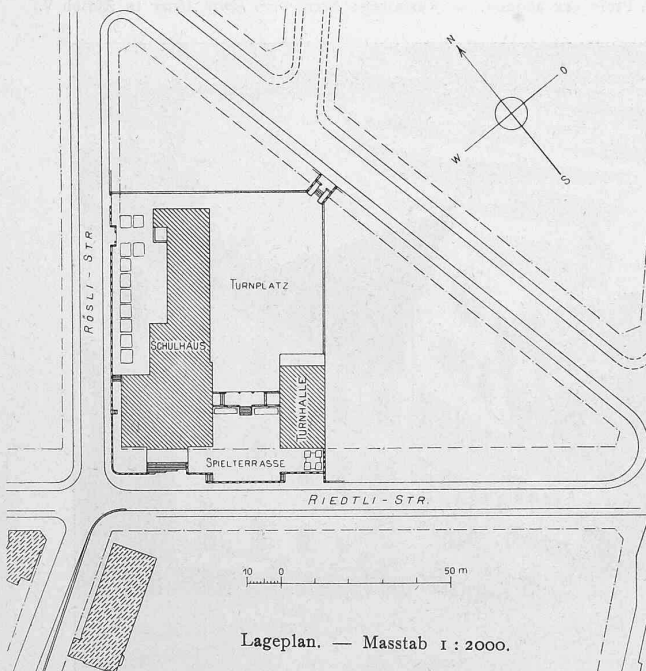 N
O
W
S
RÖSLI - STR.
TURNPLATZ
SCHULHAUS
TURNHALLE
SPIELTERRASSE
RIEDTLI - STR.
10 0 50 m
Lageplan. — Masstab 1 : 2000.